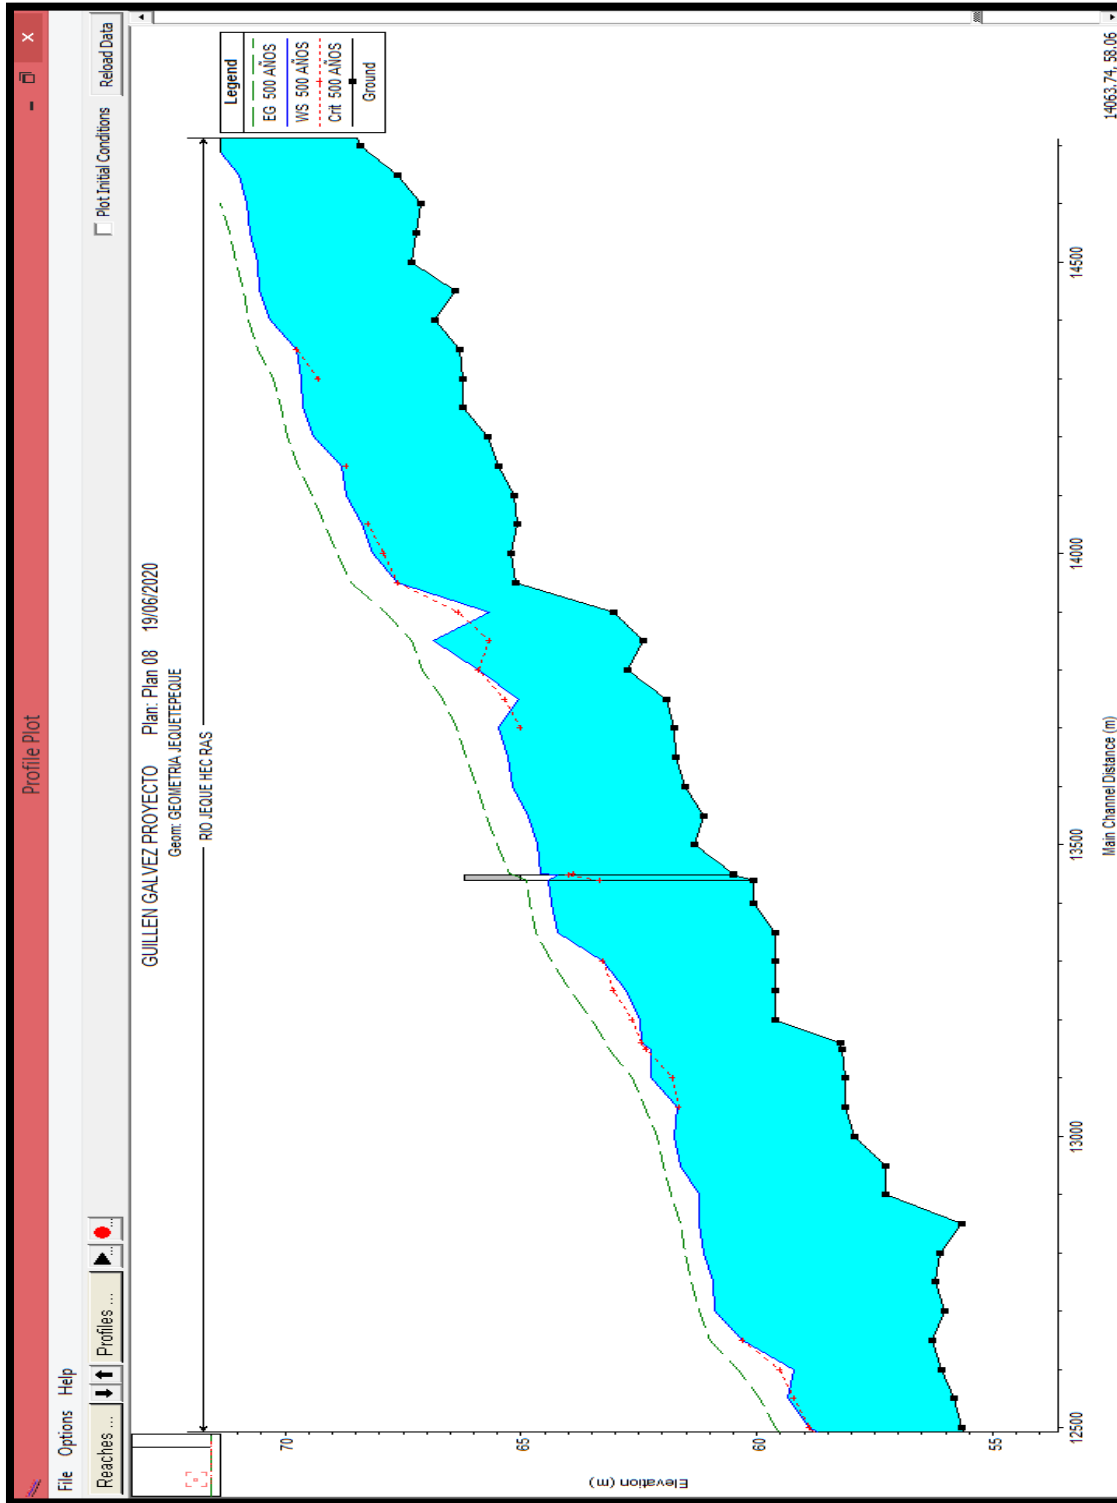 Profile Plot
File Options Help
Reaches ... Profiles ... ... Plot Initial Conditions Reload Data
GUILLEN GALVEZ PROYECTO Plan: Plan 08 19/06/2020
Geom: GEOMETRIA JEQUETEPEQUE
RIO JEQUE HEC RAS
Legend
EG 500 AÑOS
WS 500 AÑOS
Crit 500 AÑOS
Ground
70
65
60
55
Elevation (m)
12500 13000 13500 14000 14500
Main Channel Distance (m)
14063.74, 58.06